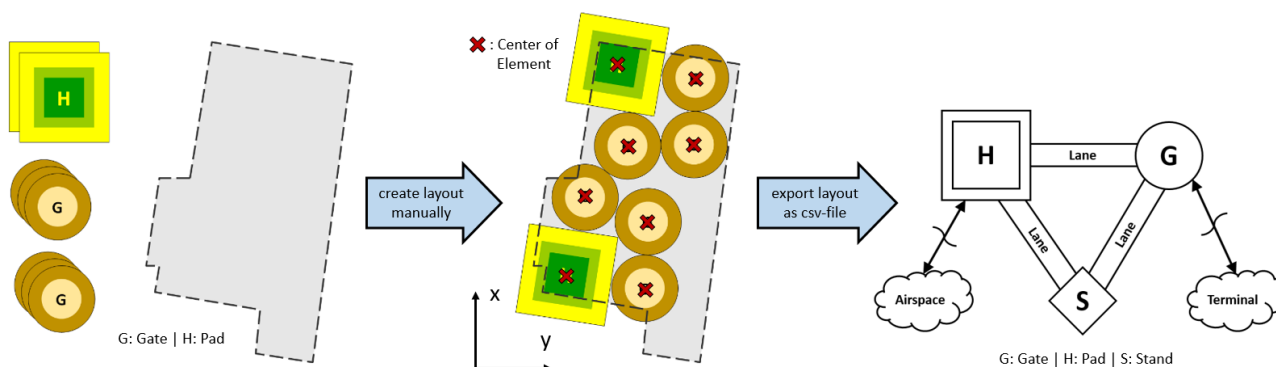 H
G
G
G: Gate | H: Pad
create layout
manually
: Center of
Element
x
y
export layout
as csv-file
H
Lane
G
Lane
Lane
S
Airspace
Terminal
G: Gate | H: Pad | S: Stand